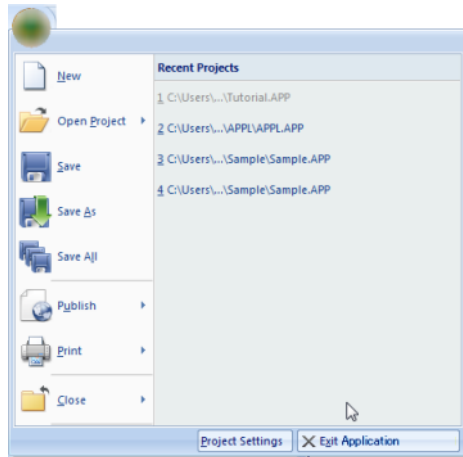 New
Open Project
Save
Save As
Save All
Publish
Print
Close
Recent Projects
1 C:\Users\...\Tutorial.APP
2 C:\Users\...\APPL\APPL.APP
3 C:\Users\...\Sample\Sample.APP
4 C:\Users\...\Sample\Sample.APP
Project Settings
Exit Application